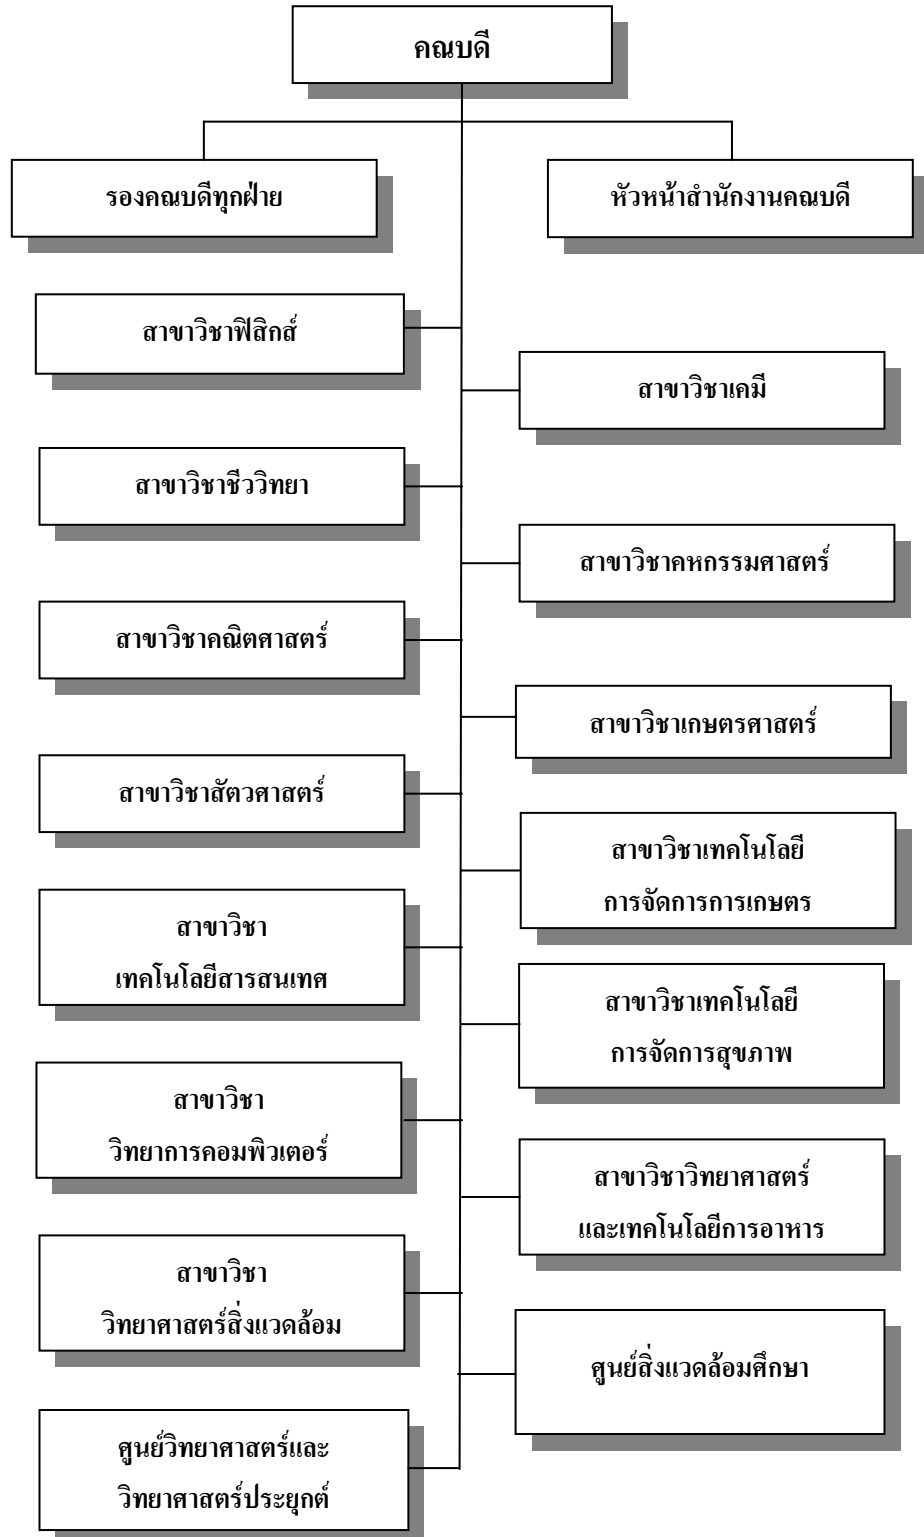 คณบดี
รองคณบดีทุกฝ่าย
หัวหน้าสำนักงานคณบดี
สาขาวิชาฟิสิกส์
สาขาวิชาเคมี
สาขาวิชาชีววิทยา
สาขาวิชาคหกรรมศาสตร์
สาขาวิชาคณิตศาสตร์
สาขาวิชาเกษตรศาสตร์
สาขาวิชาสัตวศาสตร์
สาขาวิชาเทคโนโลยี
การจัดการการเกษตร
สาขาวิชา
เทคโนโลยีสารสนเทศ
สาขาวิชาเทคโนโลยี
การจัดการสุขภาพ
สาขาวิชา
วิทยาการคอมพิวเตอร์
สาขาวิชาวิทยาศาสตร์
และเทคโนโลยีการอาหาร
สาขาวิชา
วิทยาศาสตร์สิ่งแวดล้อม
ศูนย์สิ่งแวดล้อมศึกษา
ศูนย์วิทยาศาสตร์และ
วิทยาศาสตร์ประยุกต์